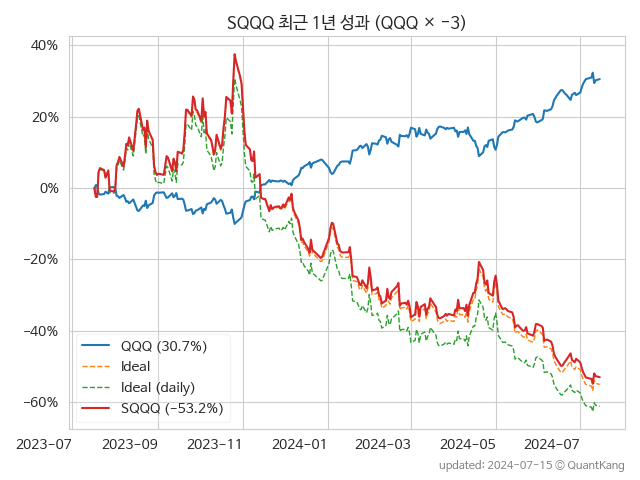 SQQQ 최근 1년 성과 (QQQ × −3)
40%
20%
0%
−20%
−40%
−60%
QQQ (30.7%)
Ideal
Ideal (daily)
SQQQ (−53.2%)
2023-07
2023-09
2023-11
2024-01
2024-03
2024-05
2024-07
updated: 2024-07-15 © QuantKang